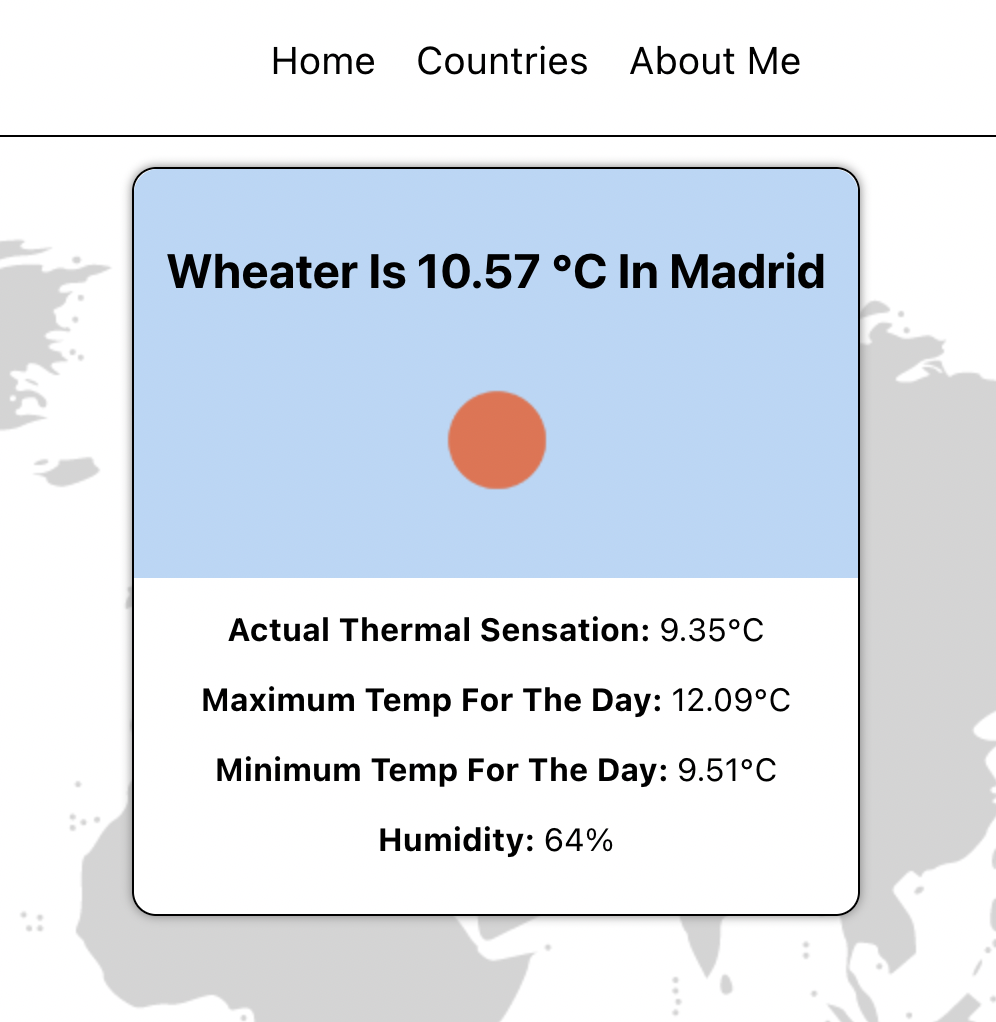 Home Countries About Me
Wheater Is 10.57 °C In Madrid
Actual Thermal Sensation: 9.35°C
Maximum Temp For The Day: 12.09°C
Minimum Temp For The Day: 9.51°C
Humidity: 64%